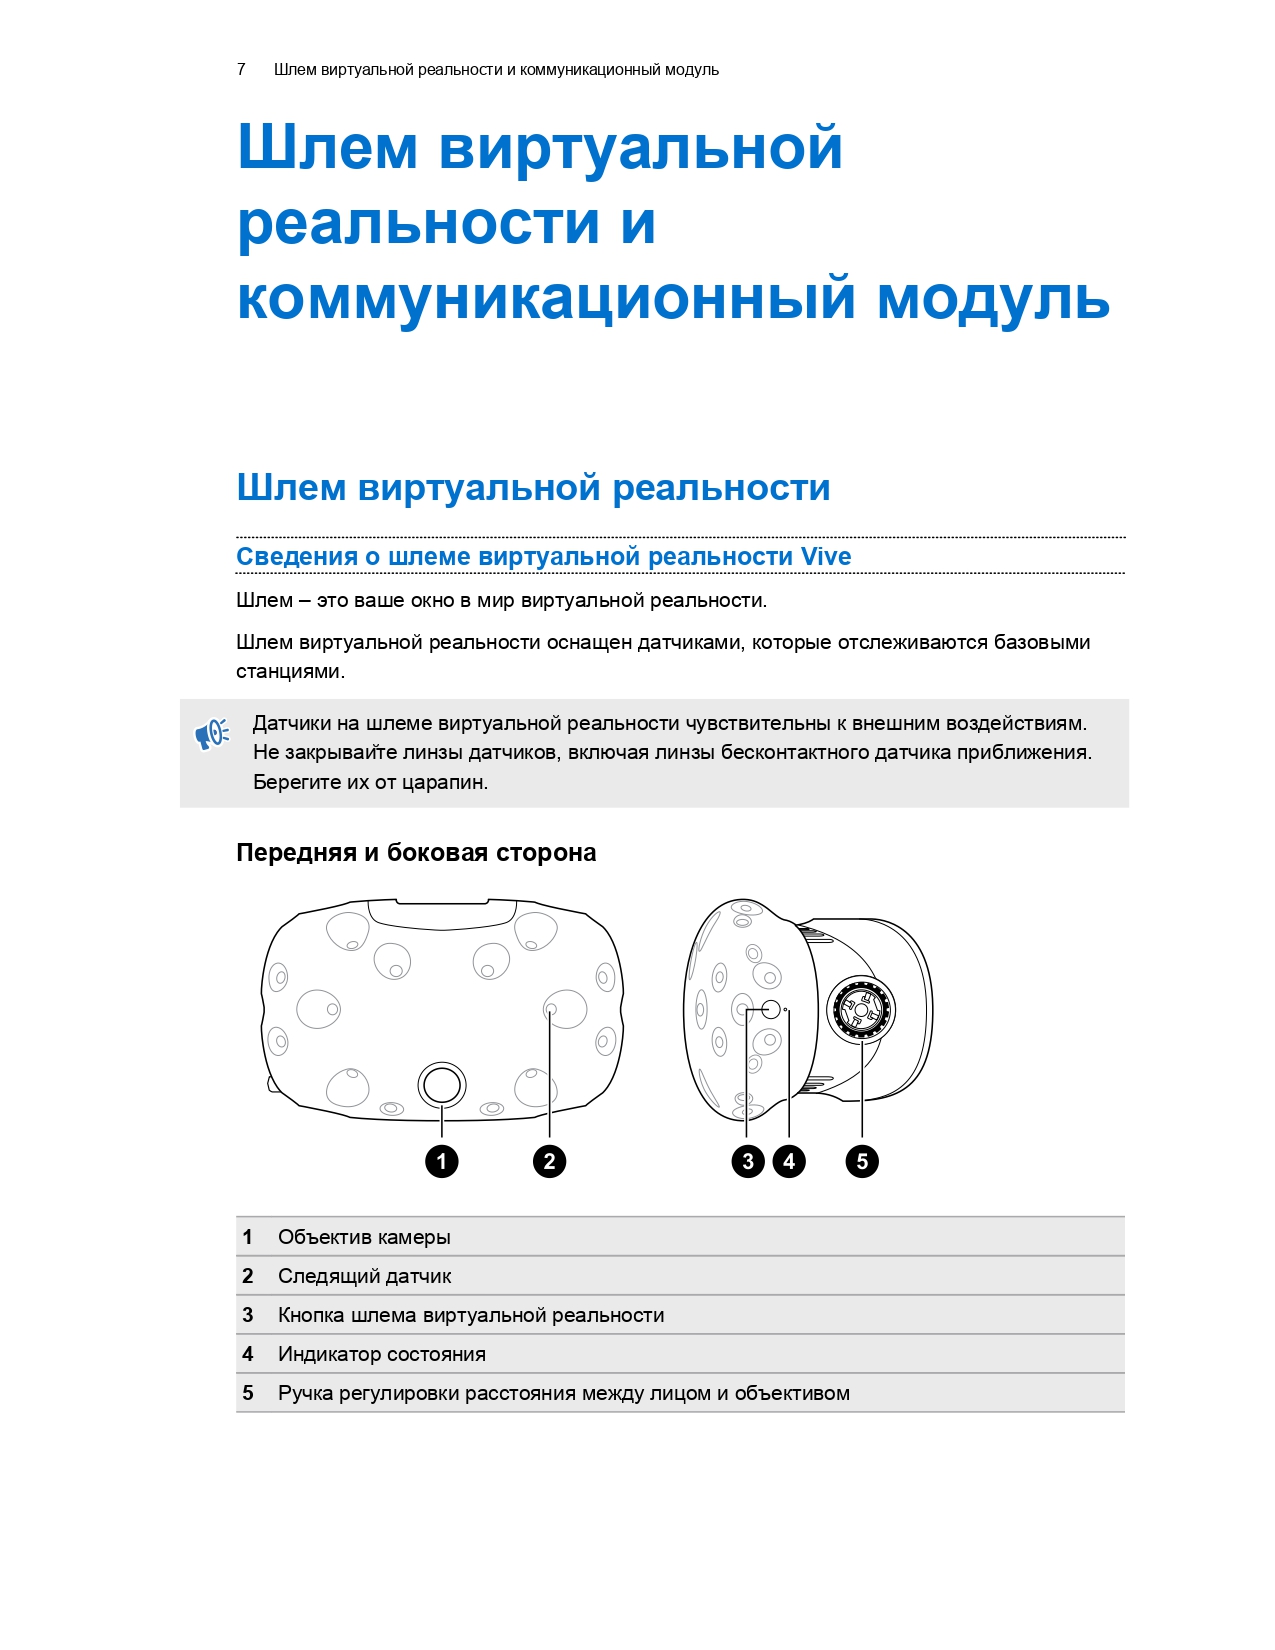 7 Шлем виртуальной реальности и коммуникационный модуль
Шлем виртуальной
реальности и
коммуникационный модуль
Шлем виртуальной реальности
Сведения о шлеме виртуальной реальности Vive
Шлем – это ваше окно в мир виртуальной реальности.
Шлем виртуальной реальности оснащен датчиками, которые отслеживаются базовыми
станциями.
Датчики на шлеме виртуальной реальности чувствительны к внешним воздействиям.
Не закрывайте линзы датчиков, включая линзы бесконтактного датчика приближения.
Берегите их от царапин.
Передняя и боковая сторона
1 2 3 4 5
1 Объектив камеры
2 Следящий датчик
3 Кнопка шлема виртуальной реальности
4 Индикатор состояния
5 Ручка регулировки расстояния между лицом и объективом